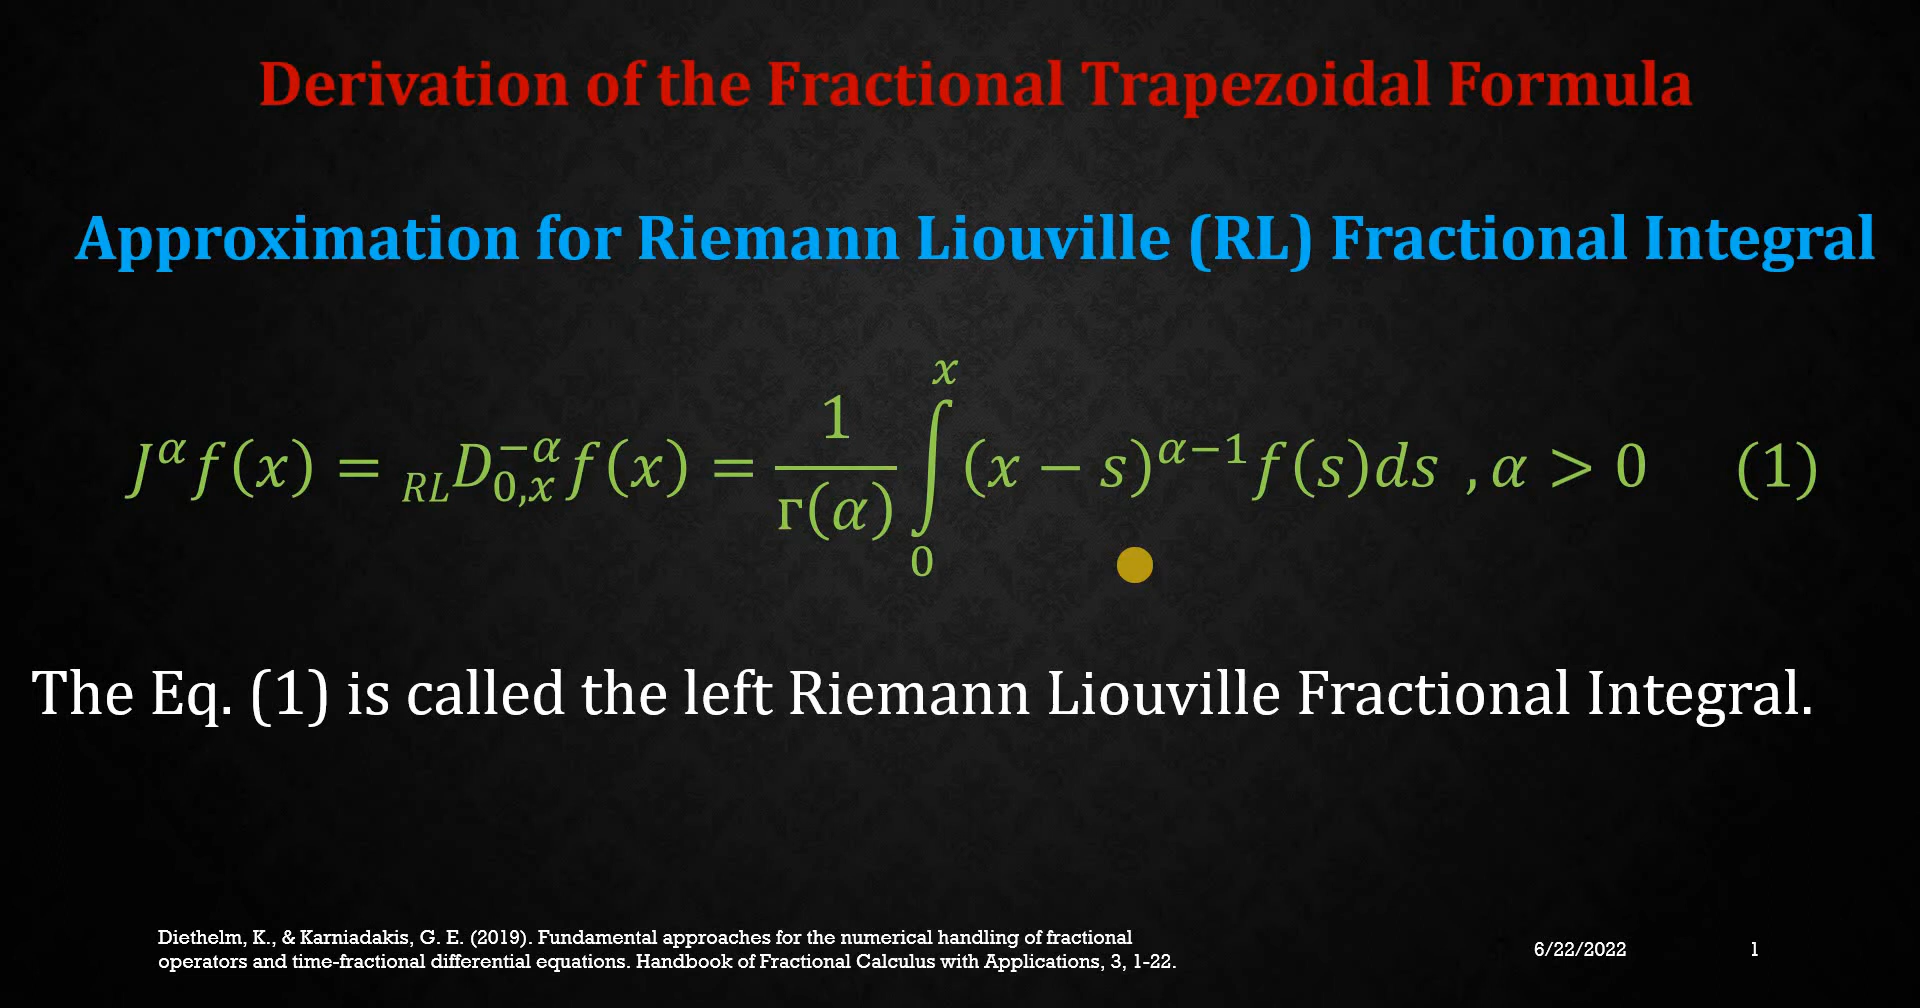 Derivation of the Fractional Trapezoidal Formula
Approximation for Riemann Liouville (RL) Fractional Integral
J^α f(x) = _RL D_{0,x}^{−α} f(x) = \frac{1}{Γ(α)} ∫_0^x (x − s)^{α−1} f(s)ds , α > 0 (1)
The Eq. (1) is called the left Riemann Liouville Fractional Integral.
Diethelm, K., & Karniadakis, G. E. (2019). Fundamental approaches for the numerical handling of fractional
operators and time-fractional differential equations. Handbook of Fractional Calculus with Applications, 3, 1-22.
6/22/2022
1